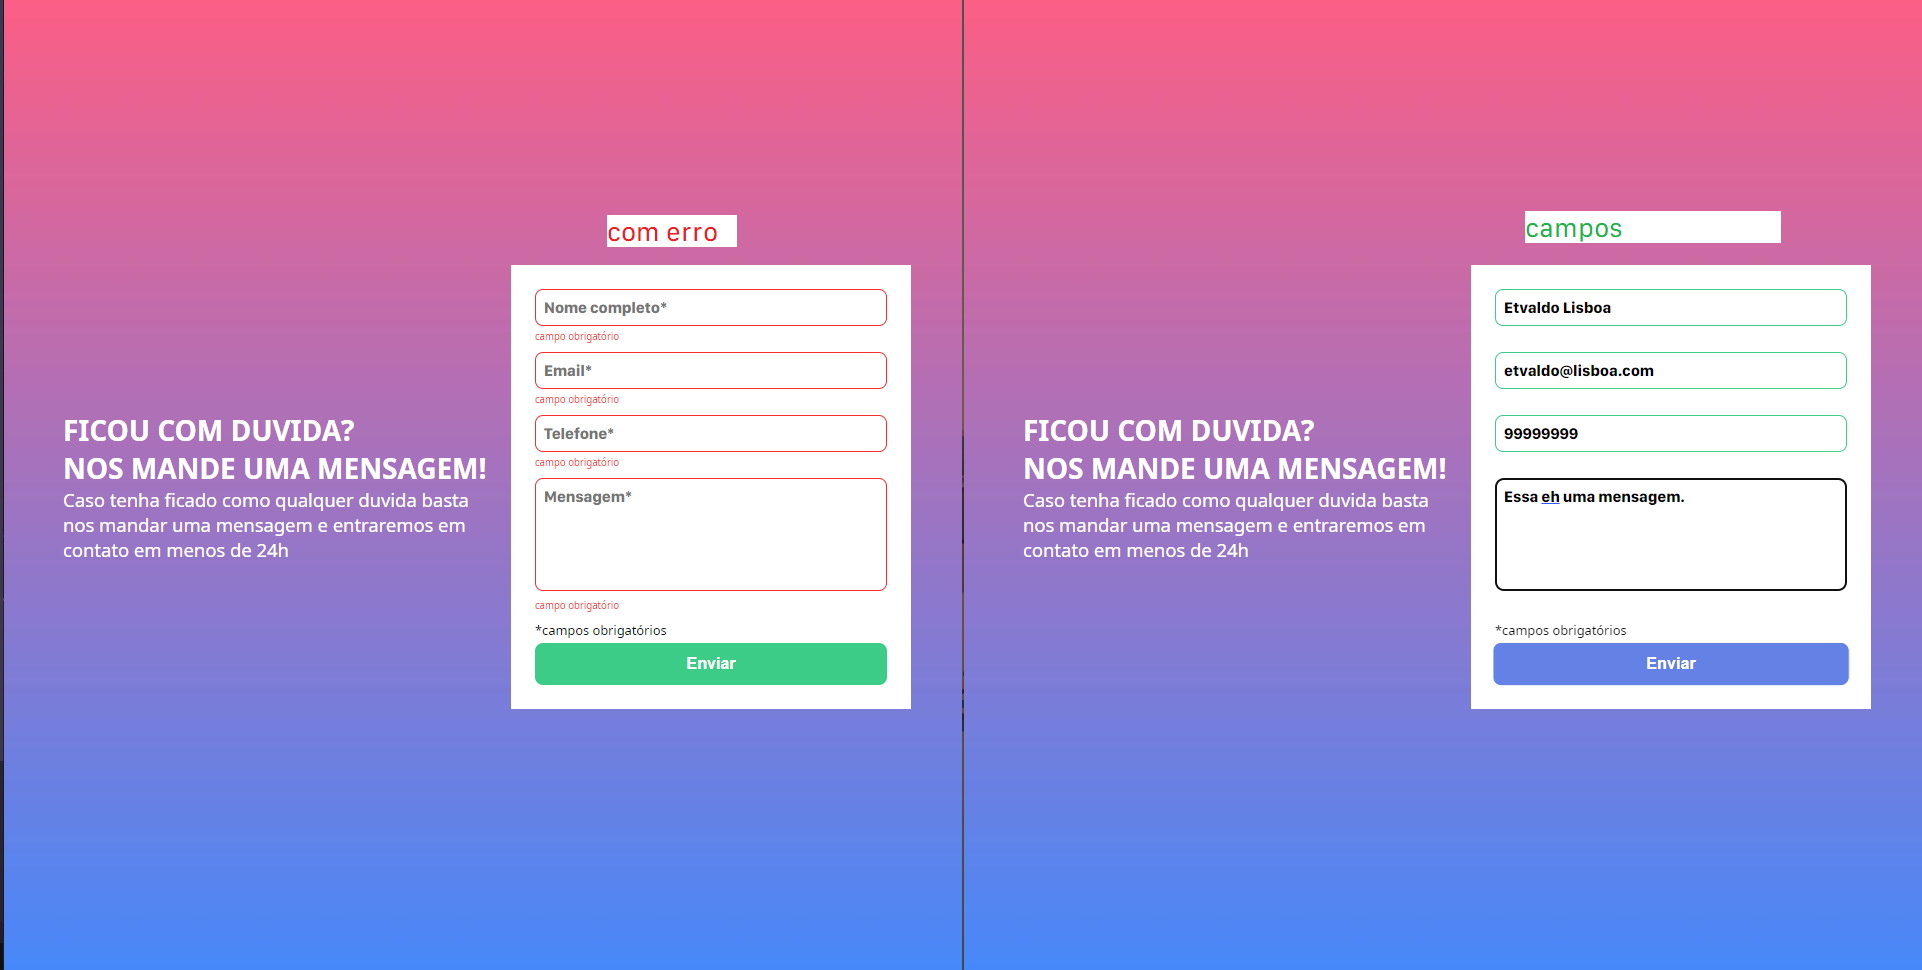 com erro
FICOU COM DUVIDA?
NOS MANDE UMA MENSAGEM!
Caso tenha ficado como qualquer duvida basta
nos mandar uma mensagem e entraremos em
contato em menos de 24h
Nome completo*
campo obrigatório
Email*
campo obrigatório
Telefone*
campo obrigatório
Mensagem*
campo obrigatório
*campos obrigatórios
Enviar
campos
FICOU COM DUVIDA?
NOS MANDE UMA MENSAGEM!
Caso tenha ficado como qualquer duvida basta
nos mandar uma mensagem e entraremos em
contato em menos de 24h
Etvaldo Lisboa
etvaldo@lisboa.com
99999999
Essa eh uma mensagem.
*campos obrigatórios
Enviar